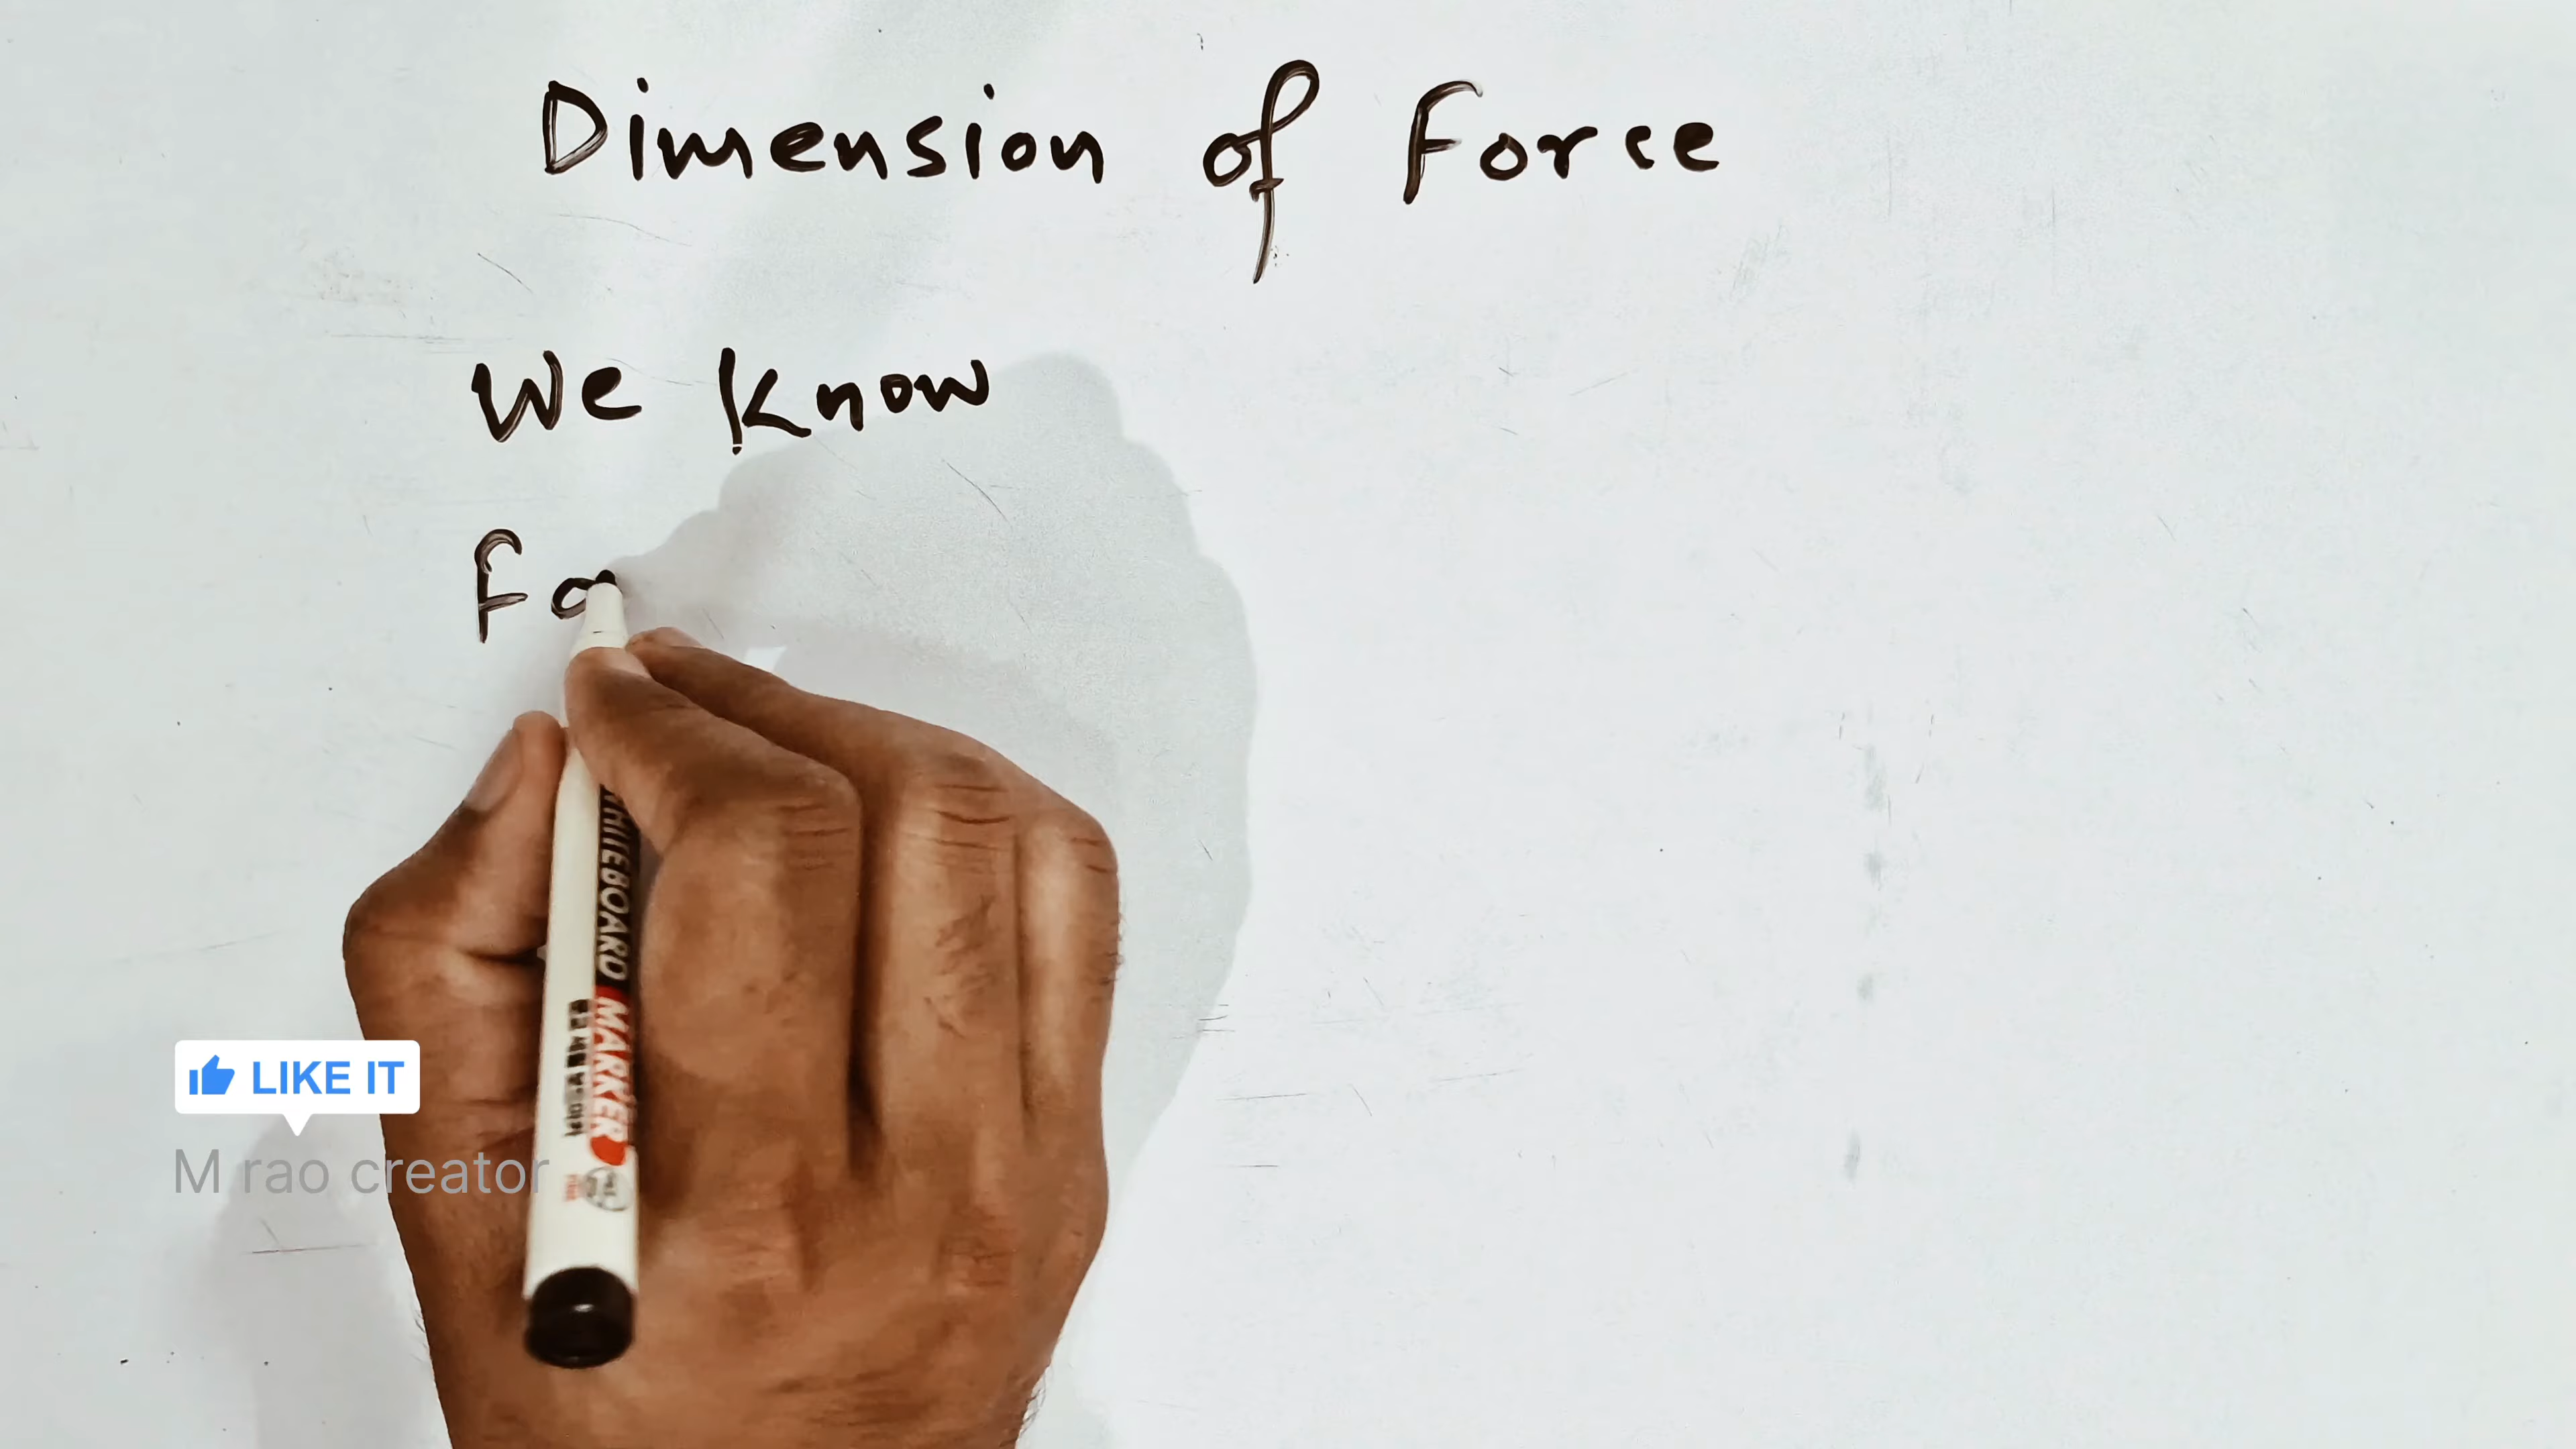 Dimension of Force
We know
Fo
WHITEBOARD MARKER
LIKE IT
M rao creator